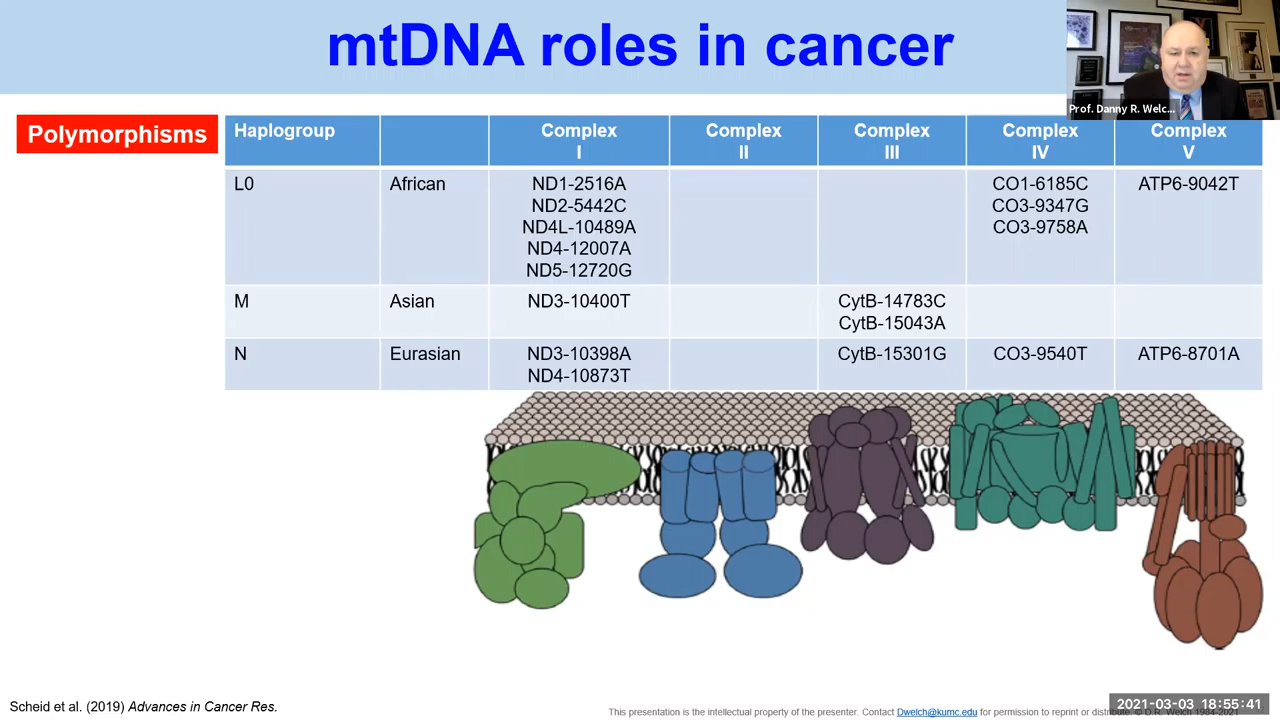 mtDNA roles in cancer
Prof. Danny R. Welc...
Polymorphisms
Haplogroup
Complex I
Complex II
Complex III
Complex IV
Complex V
L0
African
ND1-2516A
ND2-5442C
ND4L-10489A
ND4-12007A
ND5-12720G
CO1-6185C
CO3-9347G
CO3-9758A
ATP6-9042T
M
Asian
ND3-10400T
CytB-14783C
CytB-15043A
N
Eurasian
ND3-10398A
ND4-10873T
CytB-15301G
CO3-9540T
ATP6-8701A
Scheid et al. (2019) Advances in Cancer Res.
This presentation is the intellectual property of the presenter. Contact Dwelch@kumc.edu for permission to reprint or distribute © D.R. Welch 1984-2021
2021-03-03 18:55:41